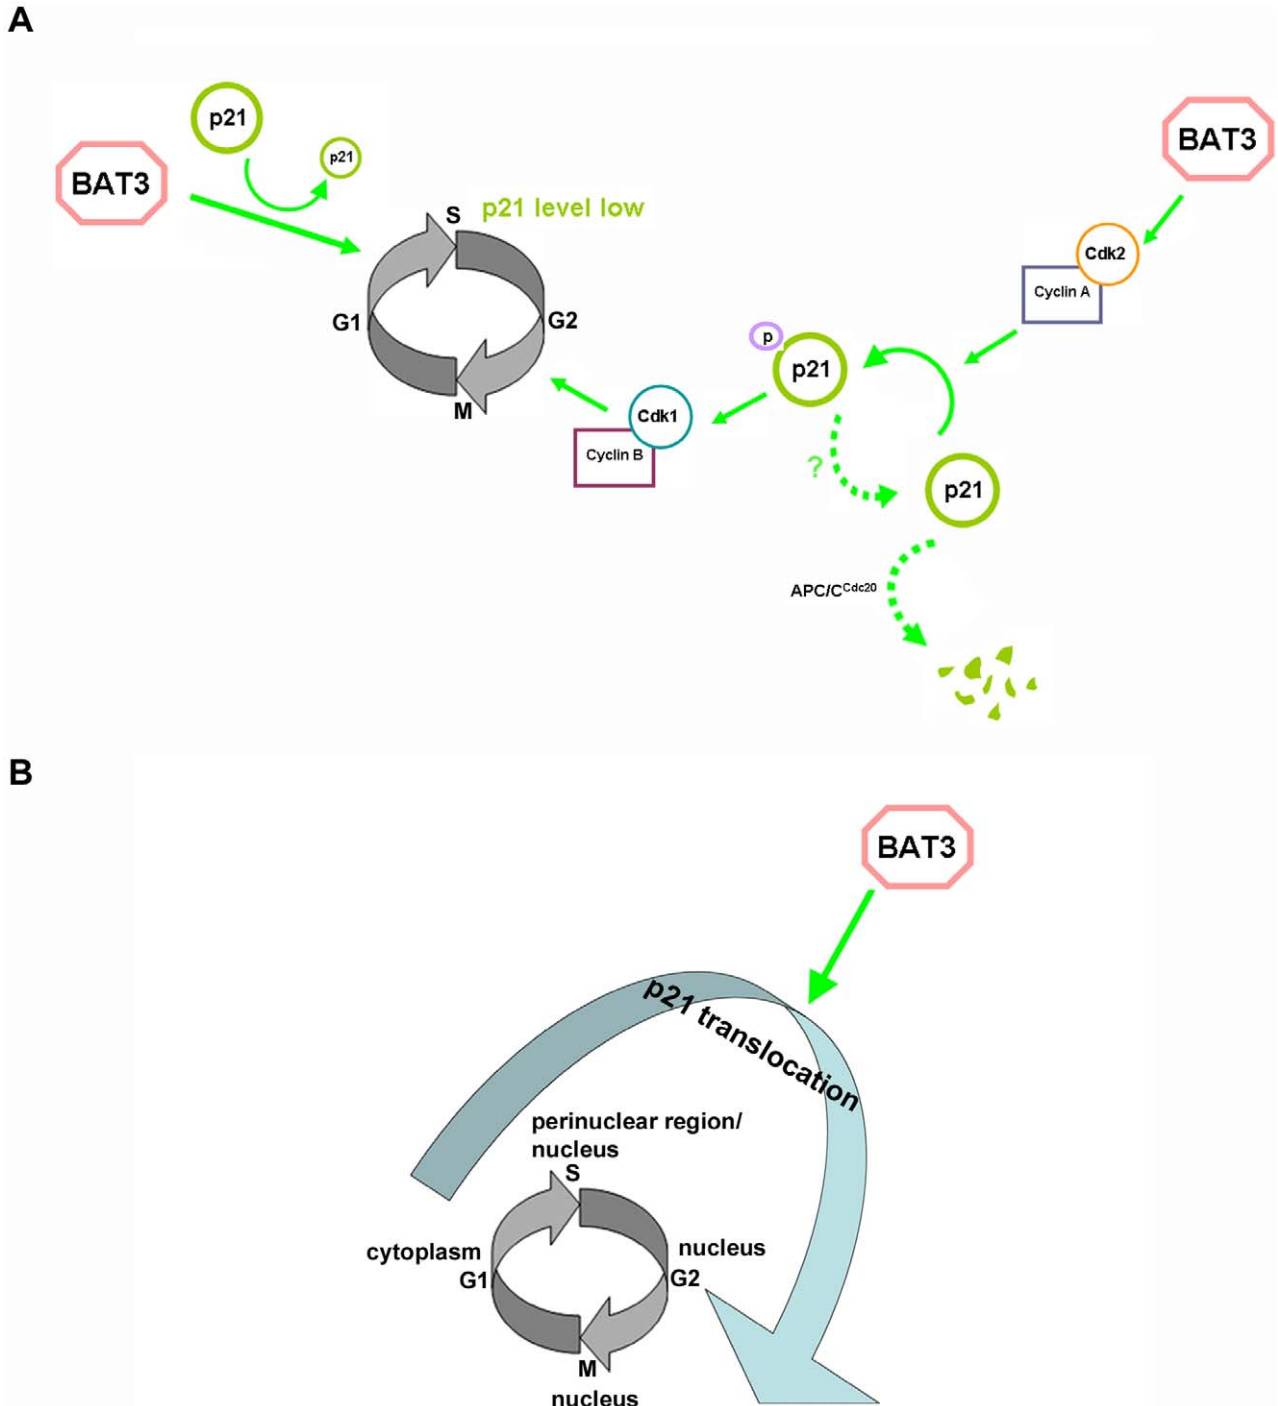 A
p21
BAT3
p21
BAT3
S
p21 level low
Cdk2
Cyclin A
G1
G2
p
p21
M
Cdk1
Cyclin B
?
p21
APC/C^Cdc20
B
BAT3
p21 translocation
perinuclear region/
nucleus
S
cytoplasm
nucleus
G1
G2
M
nucleus